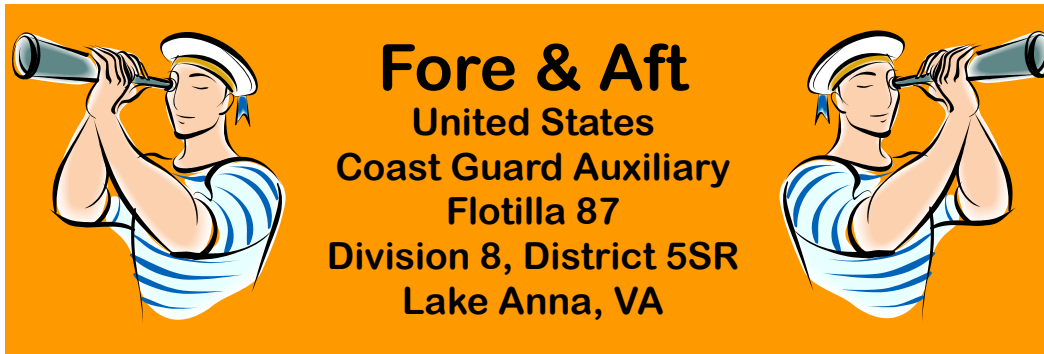 Fore & Aft
United States
Coast Guard Auxiliary
Flotilla 87
Division 8, District 5SR
Lake Anna, VA